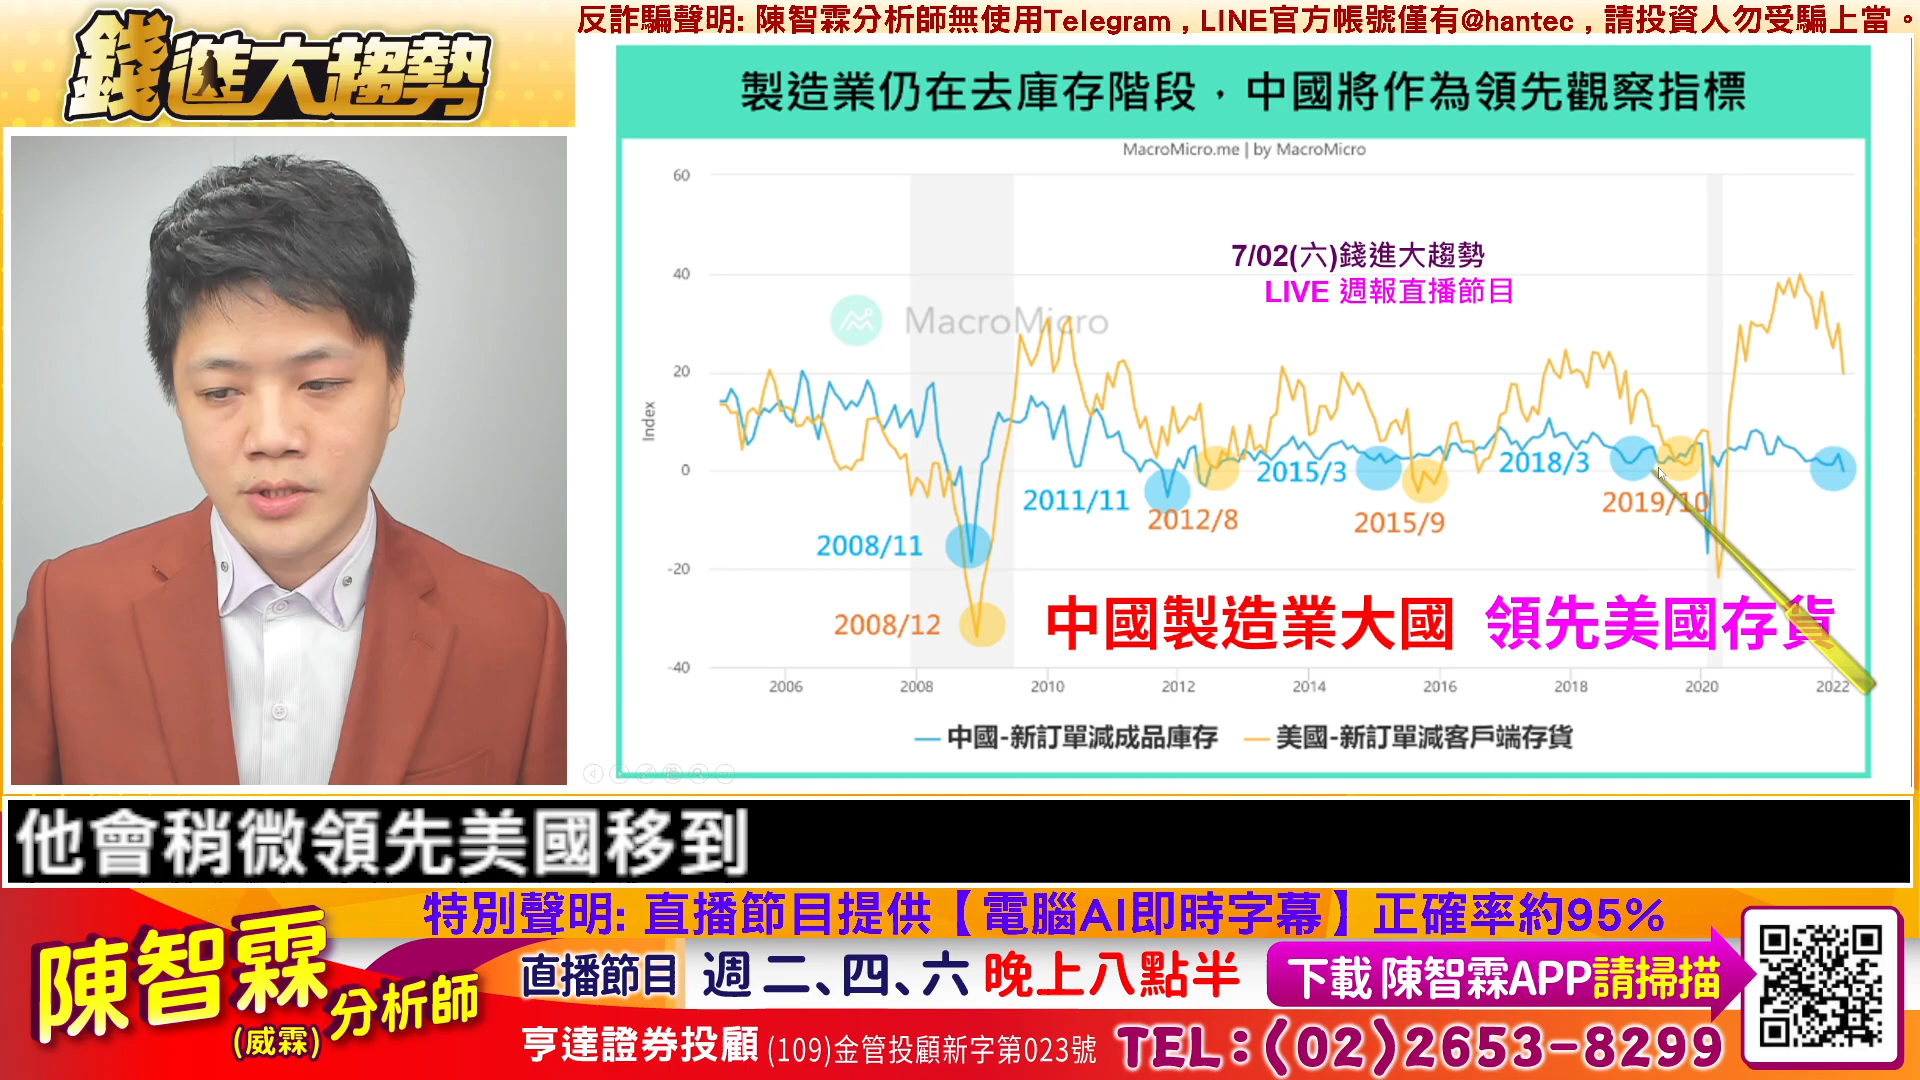 反詐騙聲明: 陳智霖分析師無使用Telegram , LINE官方帳號僅有@hantec , 請投資人勿受騙上當。
錢進大趨勢
製造業仍在去庫存階段，中國將作為領先觀察指標
MacroMicro.me | by MacroMicro
60
40
20
0
-20
-40
Index
7/02(六)錢進大趨勢
LIVE 週報直播節目
MacroMicro
2008/11
2008/12
2011/11
2012/8
2015/3
2015/9
2018/3
2019/10
中國製造業大國 領先美國存貨
2006 2008 2010 2012 2014 2016 2018 2020 2022
中國-新訂單減成品庫存 美國-新訂單減客戶端存貨
他會稍微領先美國移到
特別聲明: 直播節目提供【電腦AI即時字幕】正確率約95%
陳智霖(威霖)分析師
直播節目 週二、四、六 晚上八點半
下載 陳智霖APP請掃描
亨達證券投顧 (109)金管投顧新字第023號 TEL:(02)2653-8299